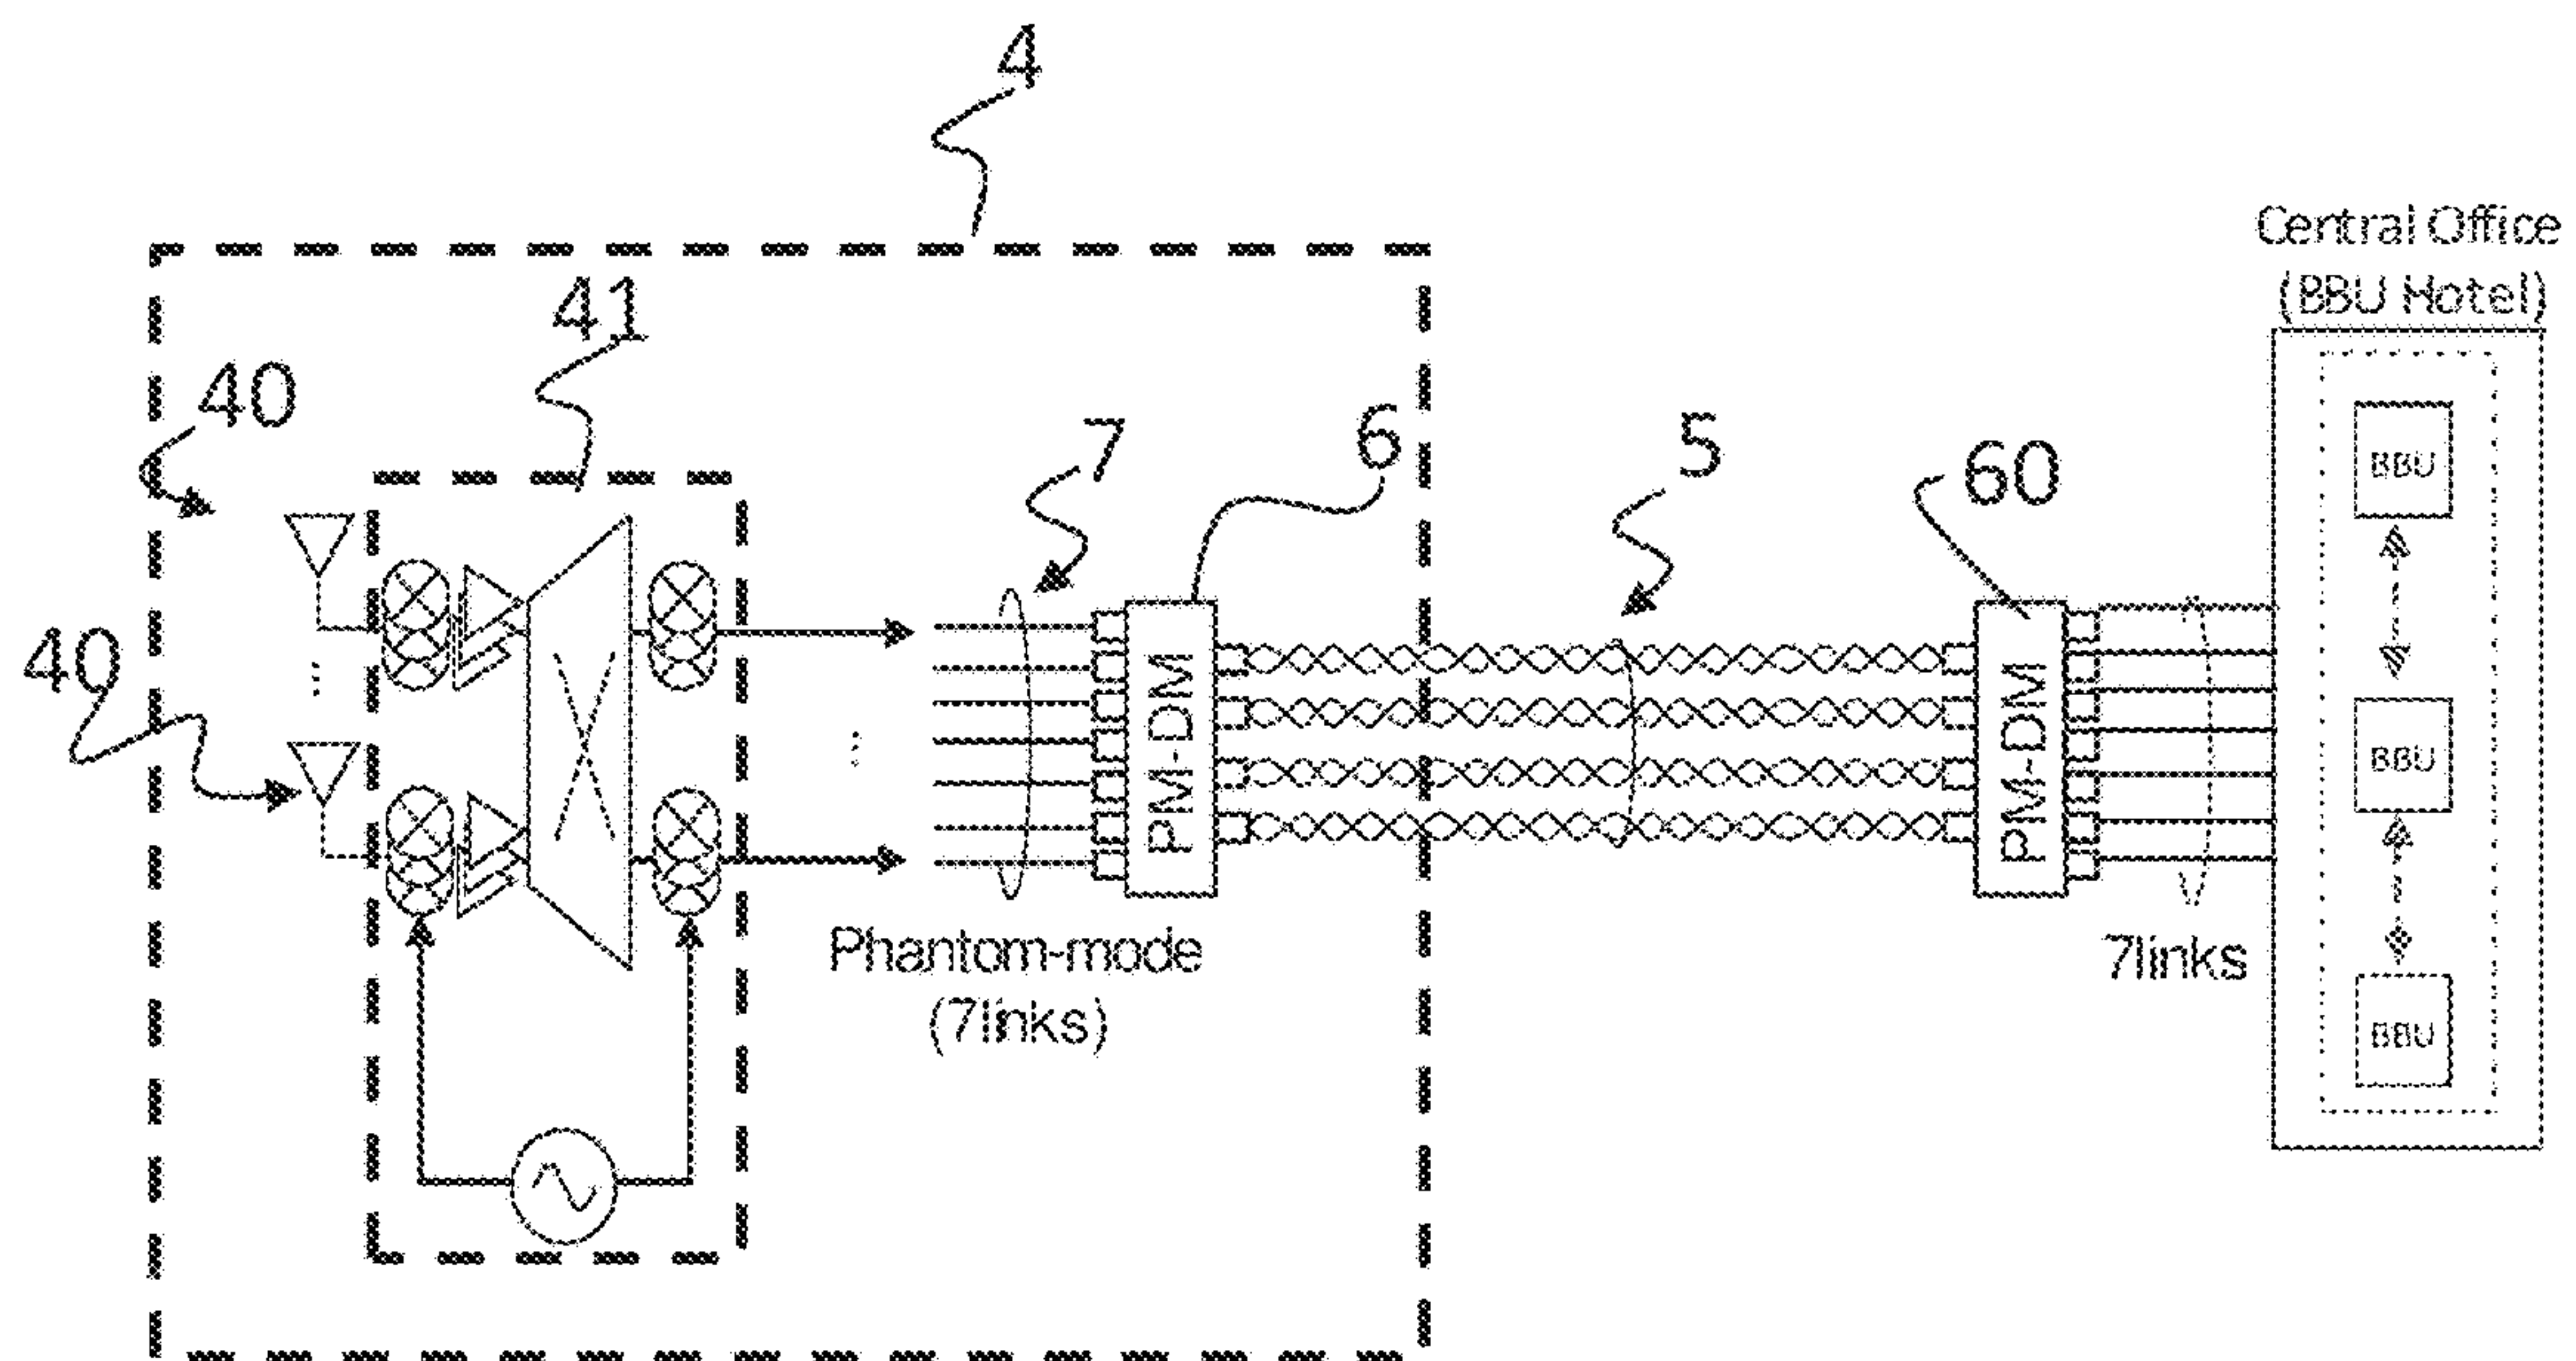 4
Central Office
(BBU Hotel)
41
40
7
6
5
60
BBU
40
PM-DM
PM-DM
BBU
Phantom-mode
(7links)
7links
BBU